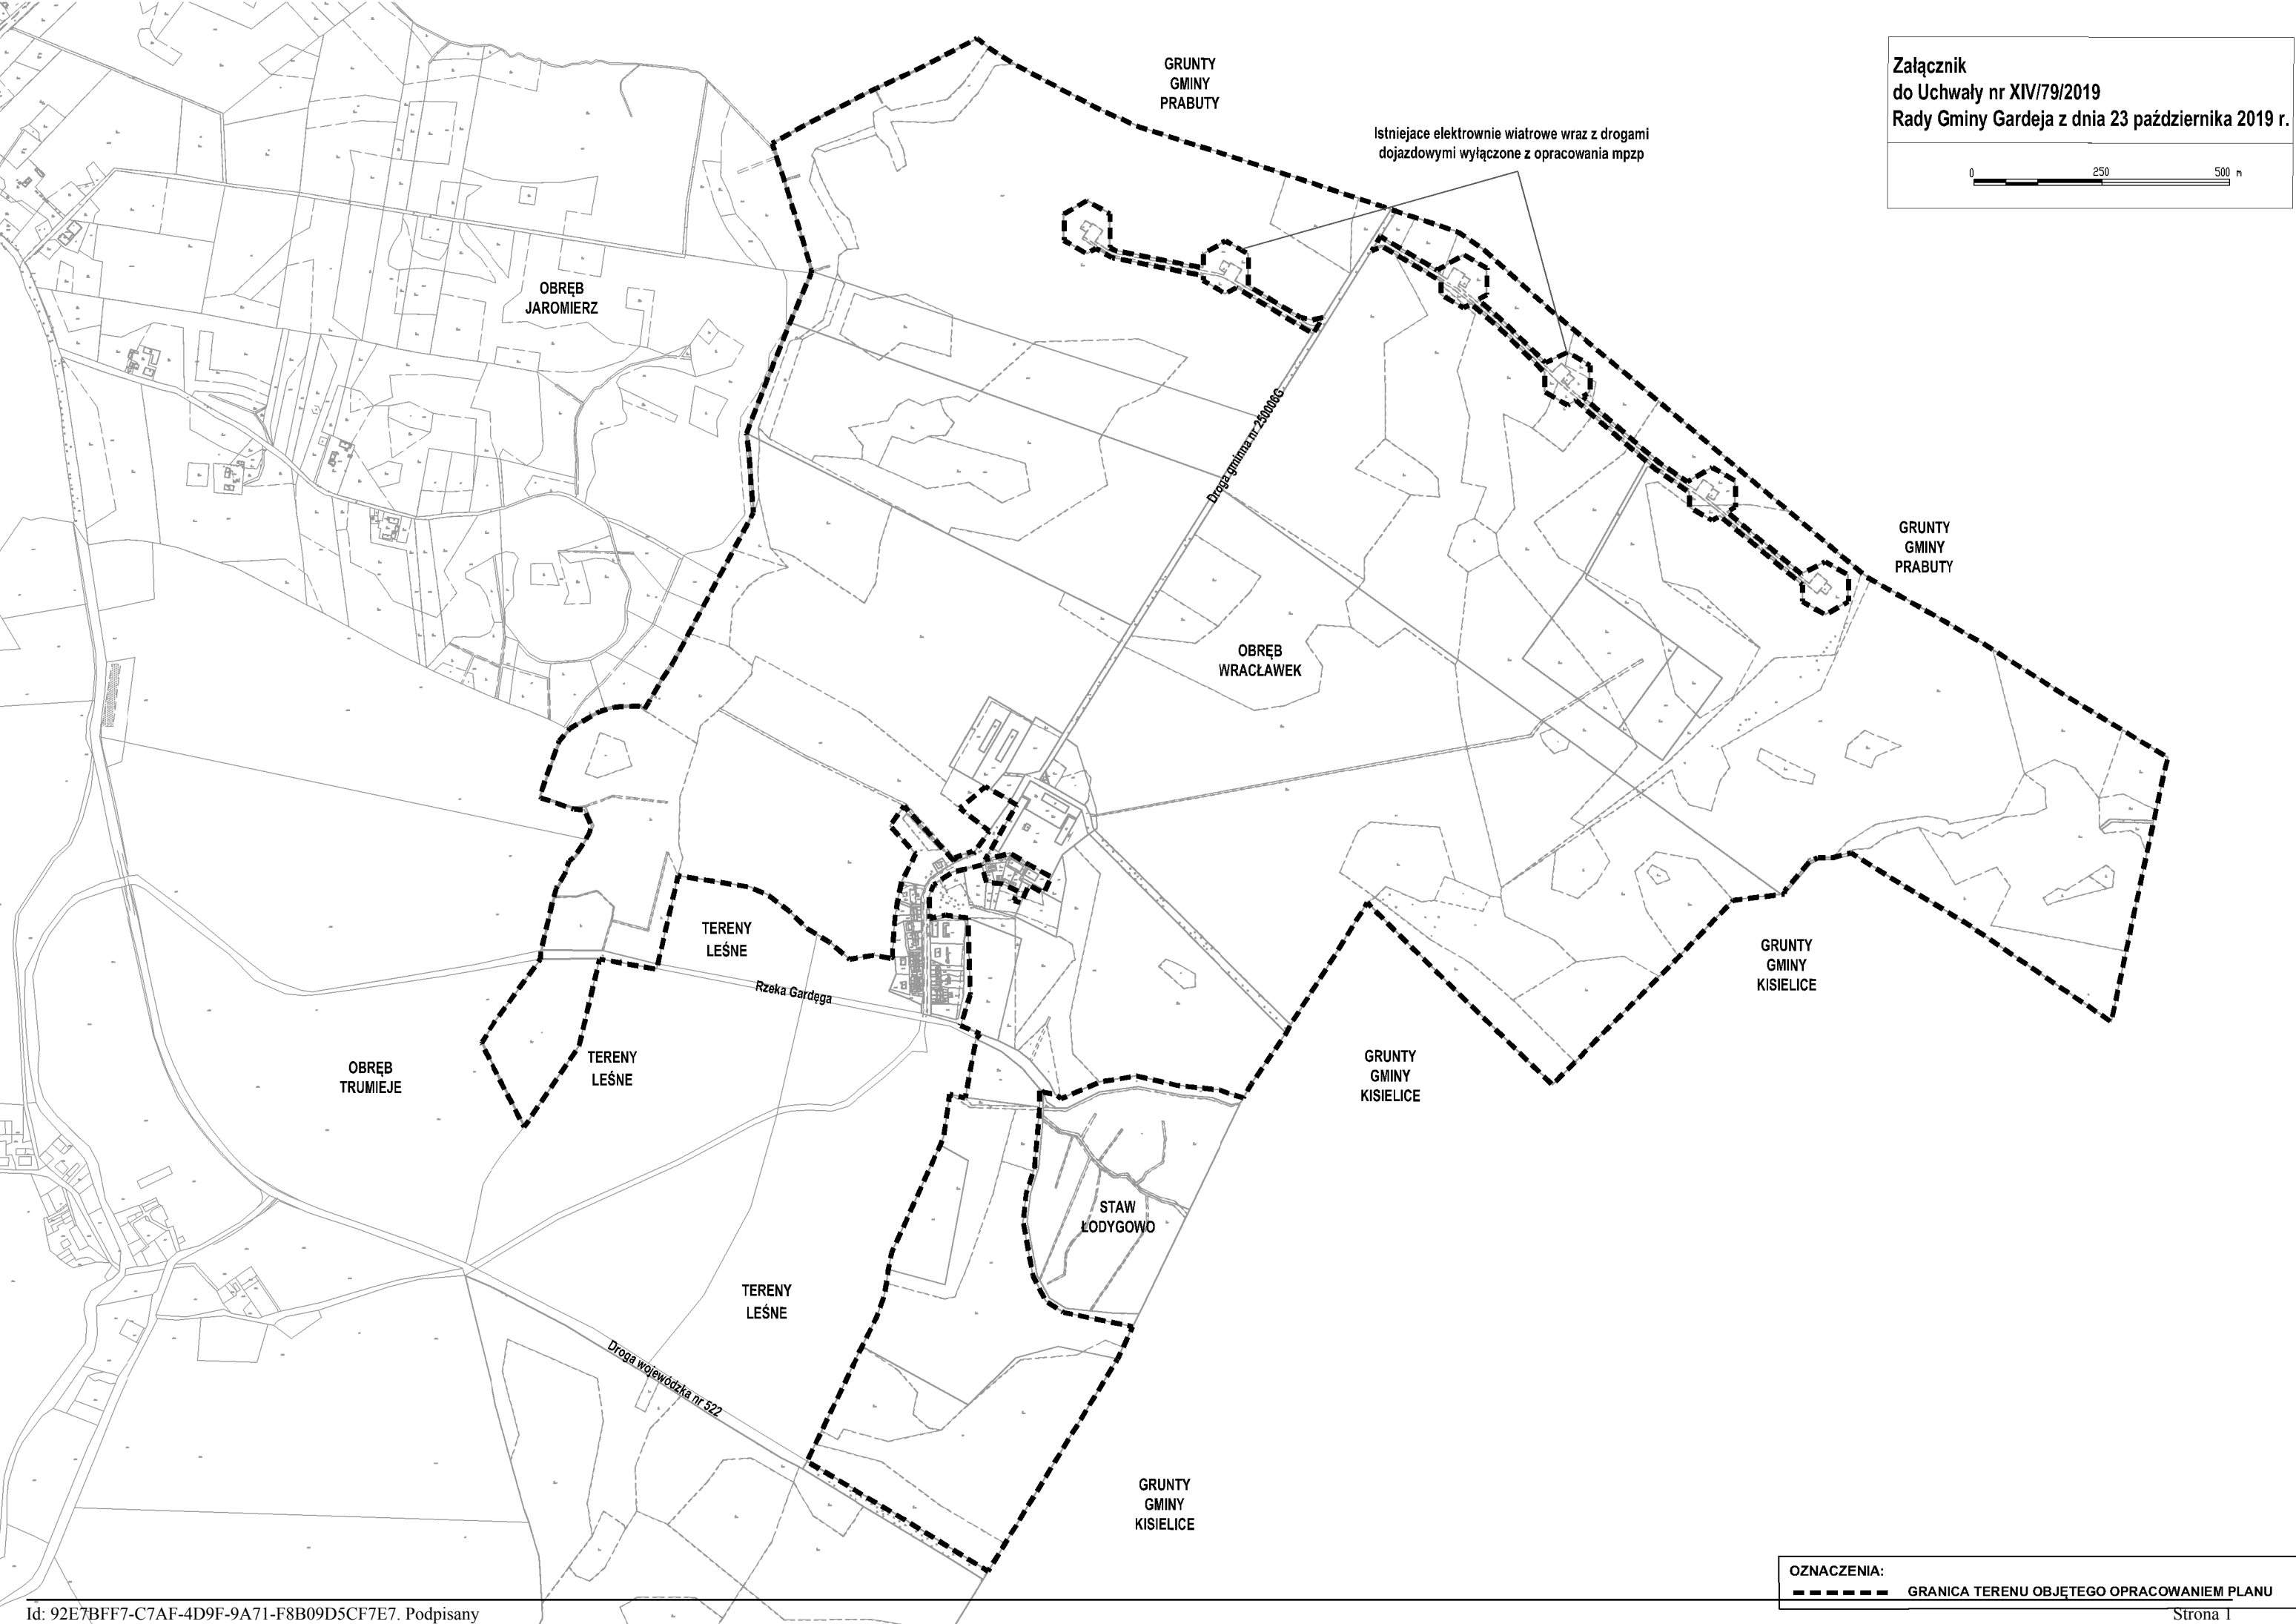 Załącznik
do Uchwały nr XIV/79/2019
Rady Gminy Gardeja z dnia 23 października 2019 r.
0 250 500 m
GRUNTY
GMINY
PRABUTY
Istniejace elektrownie wiatrowe wraz z drogami
dojazdowymi wyłączone z opracowania mpzp
OBRĘB
JAROMIERZ
Droga gminna nr 250006G
GRUNTY
GMINY
PRABUTY
OBRĘB
WRACŁAWEK
TERENY
LEŚNE
Rzeka Gardęga
GRUNTY
GMINY
KISIELICE
OBRĘB
TRUMIEJE
TERENY
LEŚNE
GRUNTY
GMINY
KISIELICE
STAW
ŁODYGOWO
TERENY
LEŚNE
Droga wojewódzka nr 522
GRUNTY
GMINY
KISIELICE
OZNACZENIA:
GRANICA TERENU OBJĘTEGO OPRACOWANIEM PLANU
Id: 92E7BFF7-C7AF-4D9F-9A71-F8B09D5CF7E7. Podpisany
Strona 1